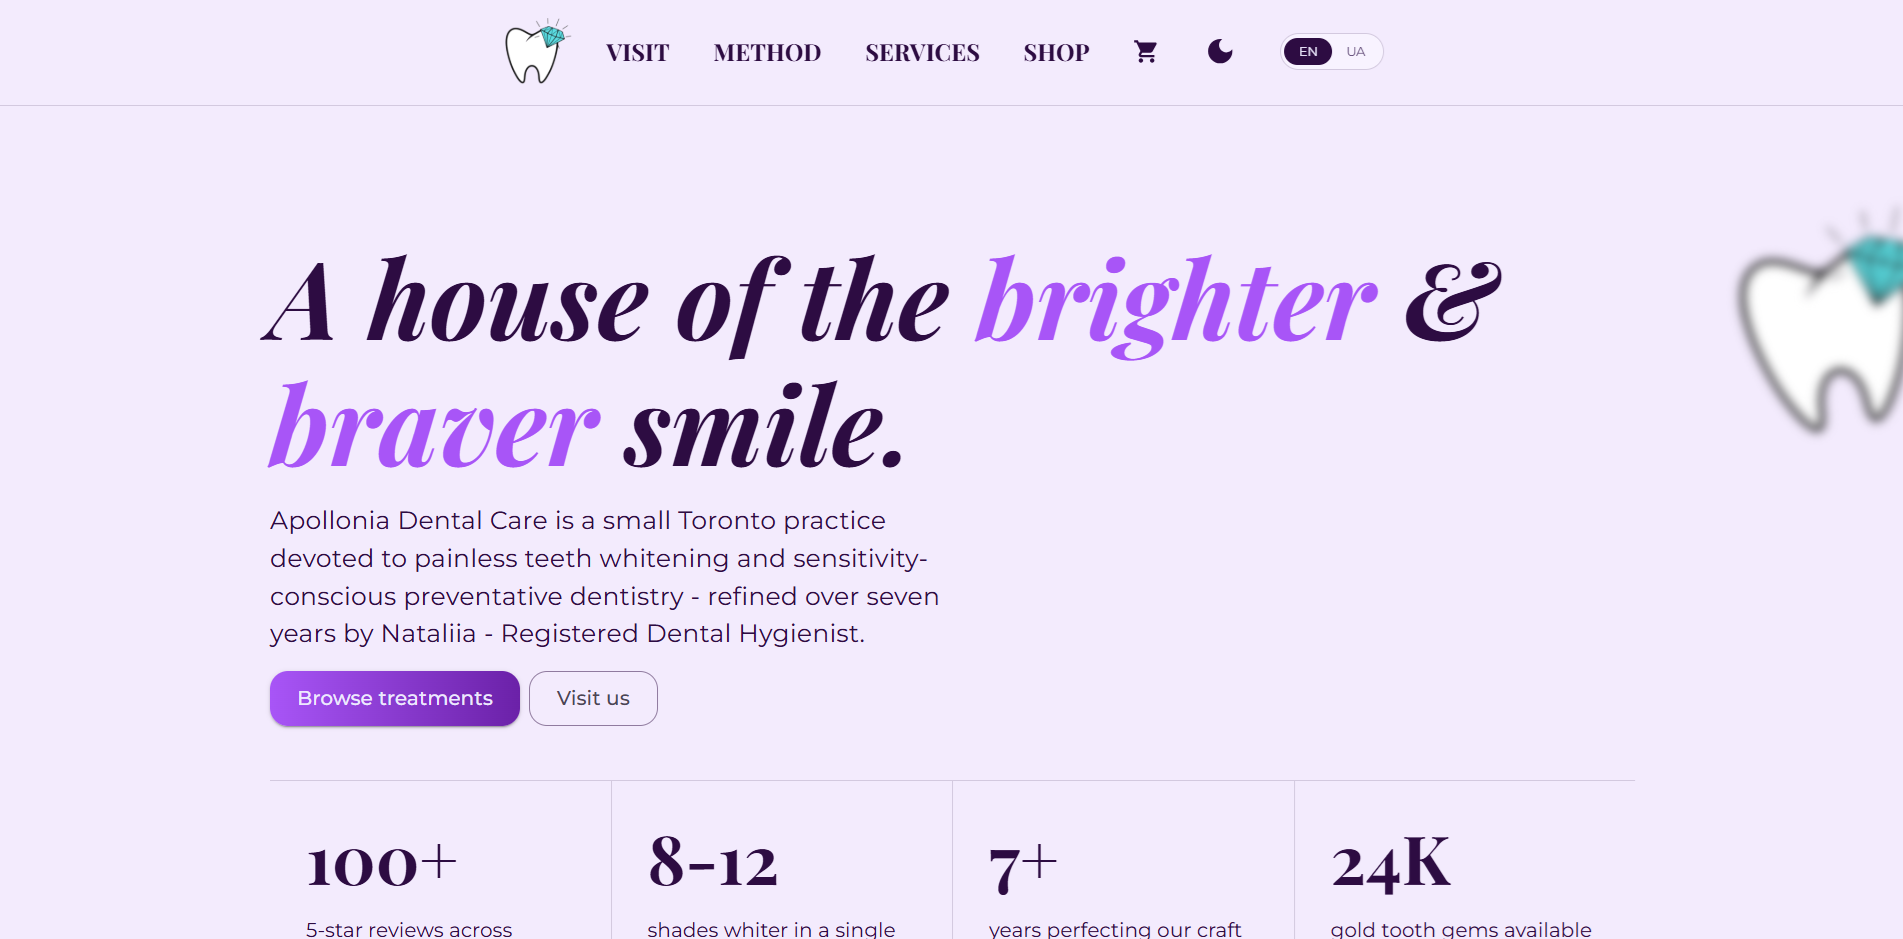 VISIT METHOD SERVICES SHOP EN UA
A house of the brighter &
braver smile.
Apollonia Dental Care is a small Toronto practice
devoted to painless teeth whitening and sensitivity-
conscious preventative dentistry - refined over seven
years by Nataliia - Registered Dental Hygienist.
Browse treatments Visit us
100+ 8-12 7+ 24K
5-star reviews across shades whiter in a single years perfecting our craft gold tooth gems available